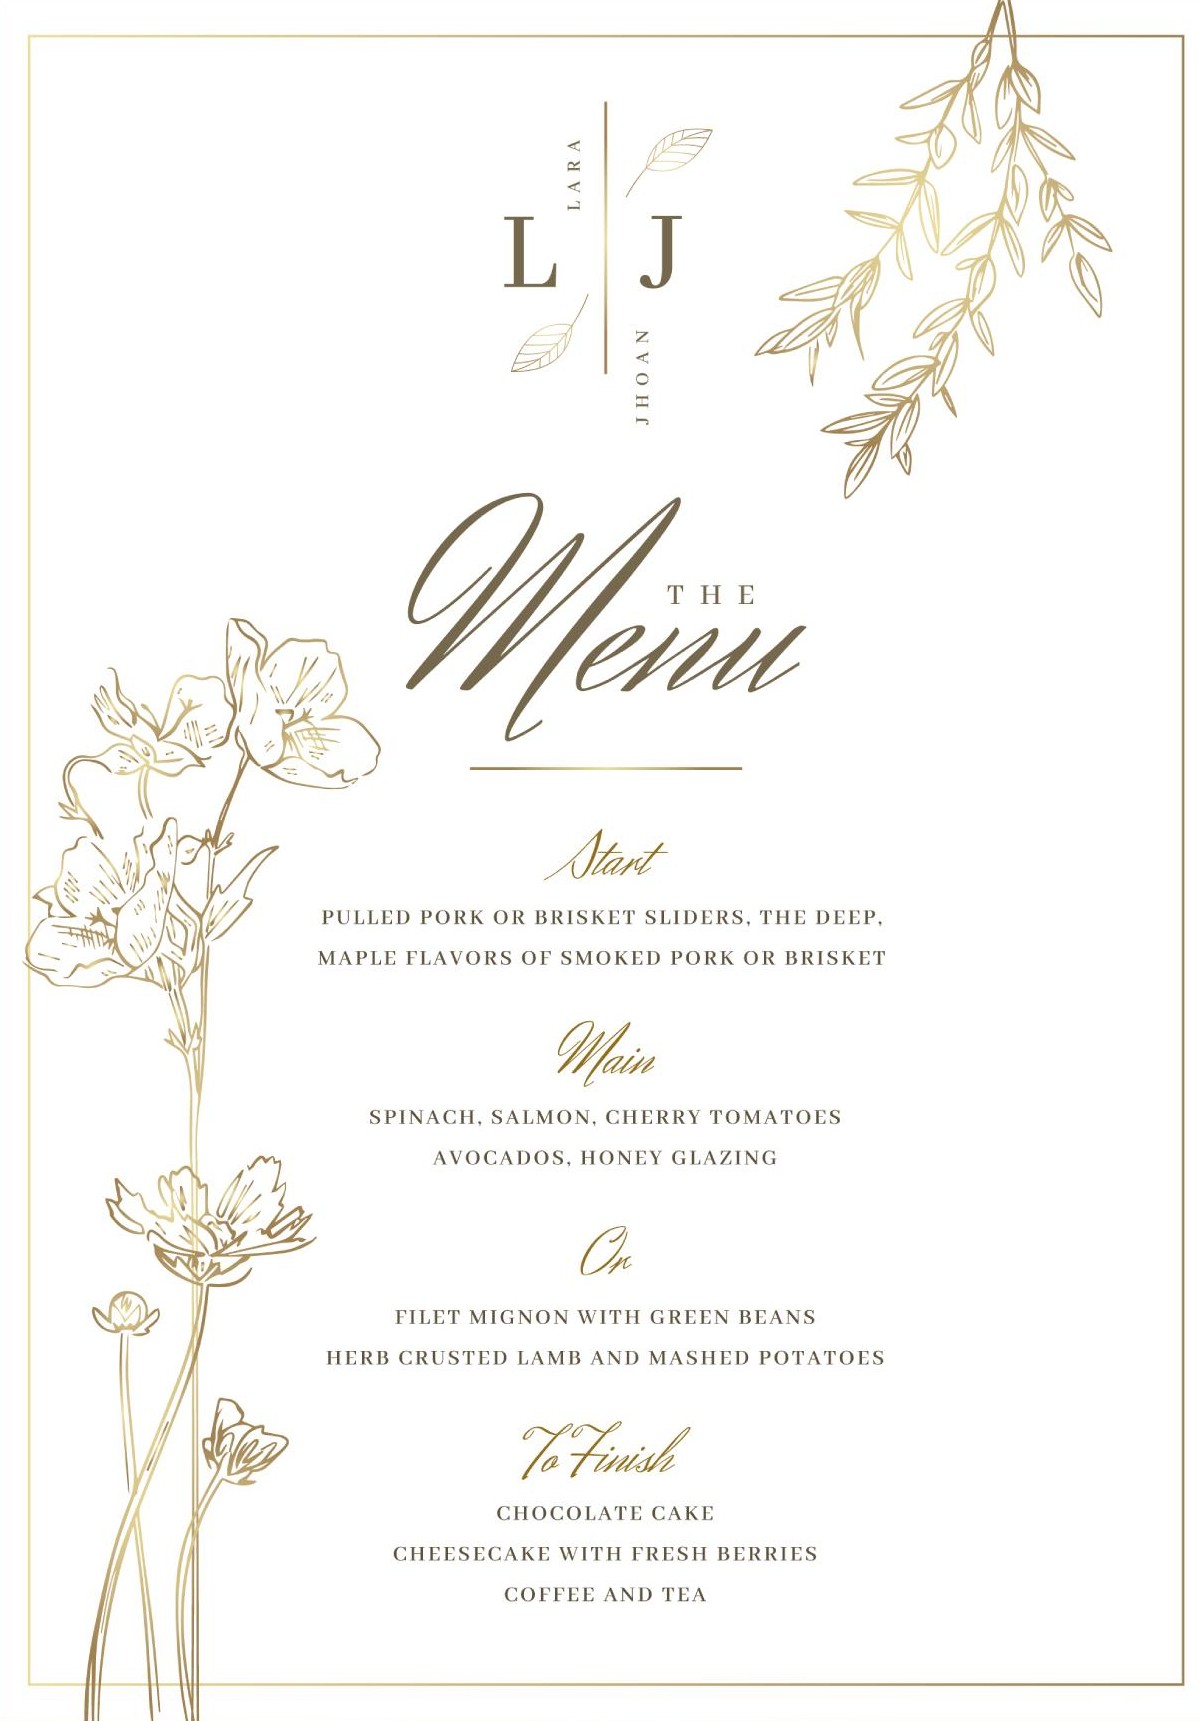 LARA
L J
JHOAN
THE
Menu
Start
PULLED PORK OR BRISKET SLIDERS, THE DEEP,
MAPLE FLAVORS OF SMOKED PORK OR BRISKET
Main
SPINACH, SALMON, CHERRY TOMATOES
AVOCADOS, HONEY GLAZING
Or
FILET MIGNON WITH GREEN BEANS
HERB CRUSTED LAMB AND MASHED POTATOES
To Finish
CHOCOLATE CAKE
CHEESECAKE WITH FRESH BERRIES
COFFEE AND TEA